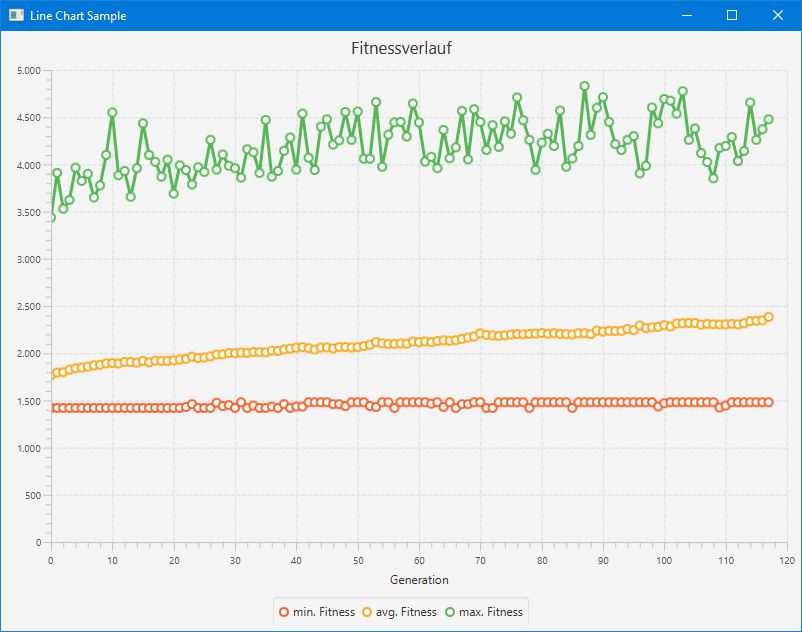 Line Chart Sample
Fitnessverlauf
5.000
4.500
4.000
3.500
3.000
2.500
2.000
1.500
1.000
500
0
0 10 20 30 40 50 60 70 80 90 100 110 120
Generation
min. Fitness avg. Fitness max. Fitness